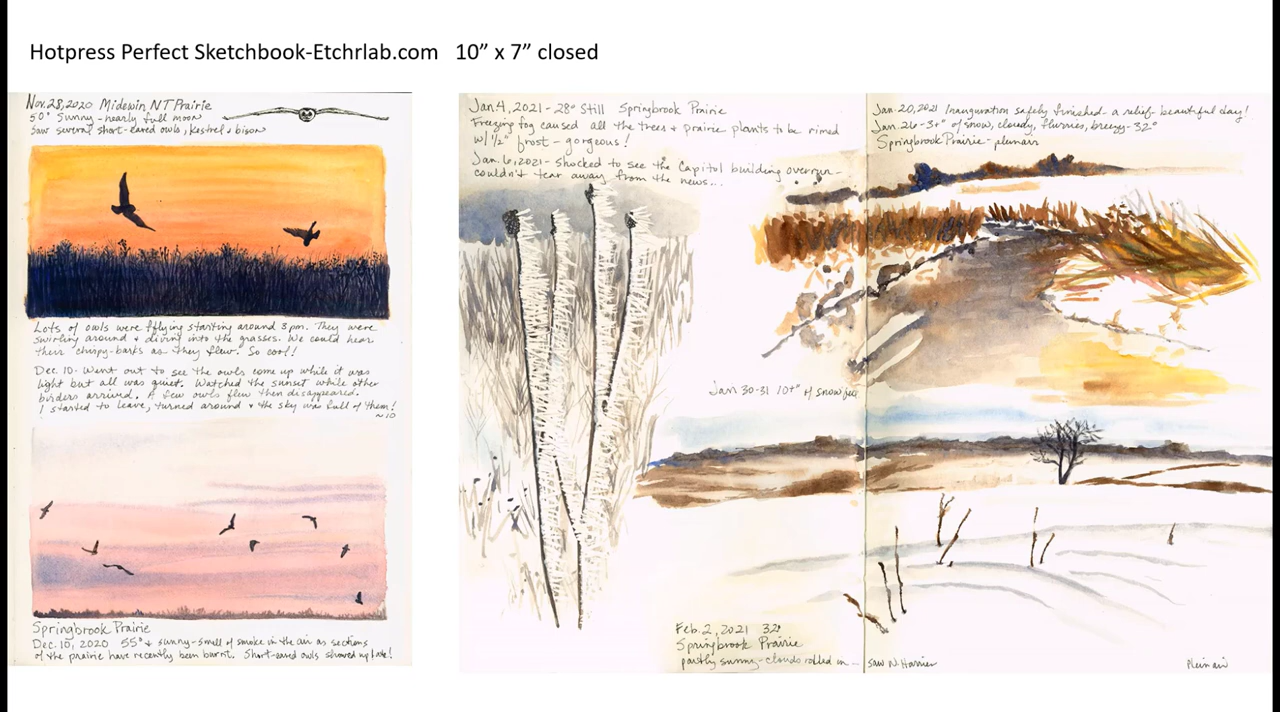 Hotpress Perfect Sketchbook-Etchrlab.com 10” x 7” closed
Nov. 28, 2020 Midewin NT Prairie
50° Sunny - nearly full moon
Saw several short-eared owls, kestrel & bison
Lots of owls were flying starting around 3pm. They were
swirling around & diving into the grasses. We could hear
their "chirpy-barks as they flew. So cool!
Dec. 10. Went out to see the owls come up while it was
light but all was quiet. Watched the sunset while other
birders arrived. A few owls flew then disappeared.
I started to leave, turned around & the sky was full of them!
~10
Springbrook Prairie
Dec. 10, 2020 55° & sunny - smell of smoke in the air as sections
of the prairie have recently been burnt. Short-eared owls showed up late!
Jan. 4, 2021 - 28° Still Springbrook Prairie
Freezing fog caused all the trees & prairie plants to be rimed
w/ ½" frost - gorgeous!
Jan. 6, 2021 - shocked to see the Capitol building overrun -
couldn't tear away from the news...
Jan. 20, 2021 Inauguration safely finished - a relief - beautiful day!
Jan. 26 - 3+" of snow, cloudy, flurries, breezy - 32°
Springbrook Prairie - pleinair
Jan 30-31 10+" of snow
Feb. 2, 2021 32°
Springbrook Prairie
partly sunny - clouds rolled in -- saw N. Harrier
Plein air